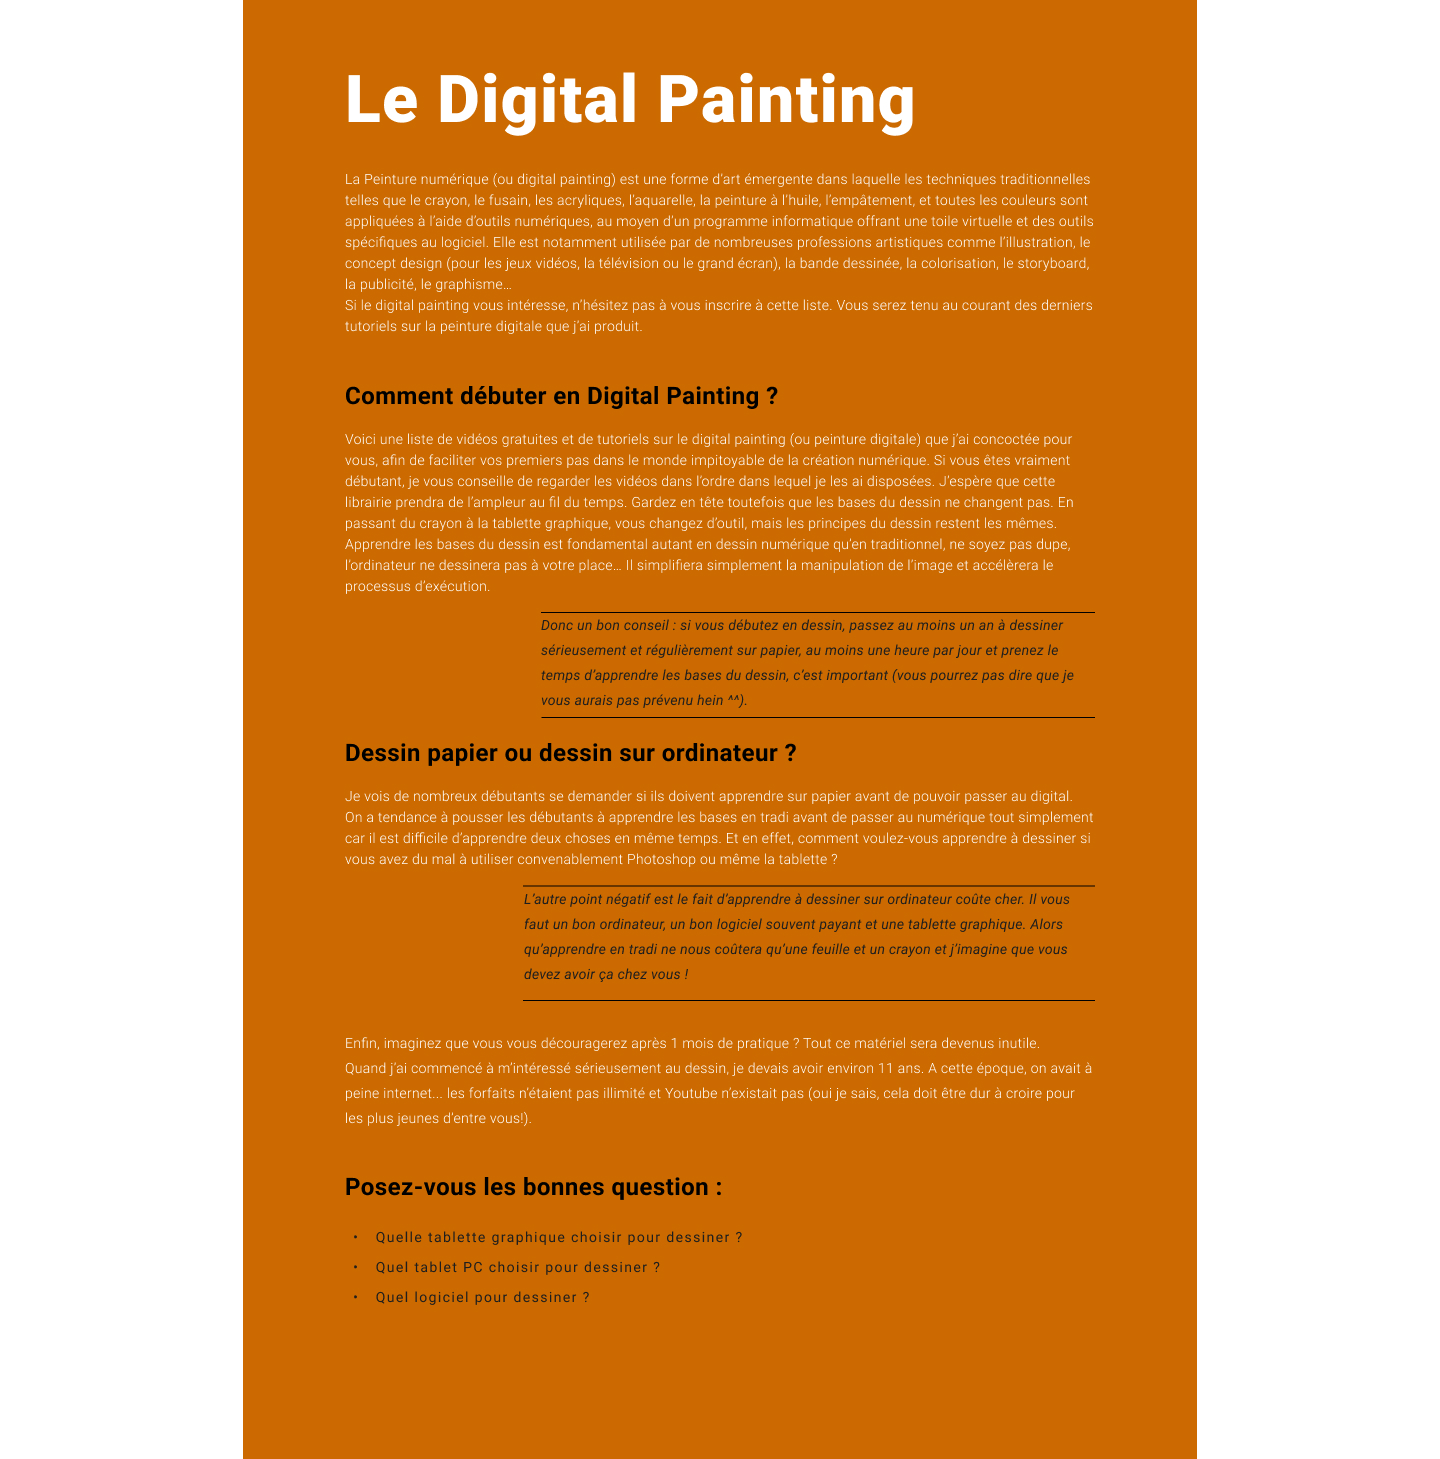 Le Digital Painting
La Peinture numérique (ou digital painting) est une forme d'art émergente dans laquelle les techniques traditionnelles
telles que le crayon, le fusain, les acryliques, l’aquarelle, la peinture à l’huile, l’empâtement, et toutes les couleurs sont
appliquées à l’aide d’outils numériques, au moyen d’un programme informatique offrant une toile virtuelle et des outils
spécifiques au logiciel. Elle est notamment utilisée par de nombreuses professions artistiques comme l’illustration, le
concept design (pour les jeux vidéos, la télévision ou le grand écran), la bande dessinée, la colorisation, le storyboard,
la publicité, le graphisme…
Si le digital painting vous intéresse, n’hésitez pas à vous inscrire à cette liste. Vous serez tenu au courant des derniers
tutoriels sur la peinture digitale que j’ai produit.
Comment débuter en Digital Painting ?
Voici une liste de vidéos gratuites et de tutoriels sur le digital painting (ou peinture digitale) que j’ai concoctée pour
vous, afin de faciliter vos premiers pas dans le monde impitoyable de la création numérique. Si vous êtes vraiment
débutant, je vous conseille de regarder les vidéos dans l’ordre dans lequel je les ai disposées. J’espère que cette
librairie prendra de l’ampleur au fil du temps. Gardez en tête toutefois que les bases du dessin ne changent pas. En
passant du crayon à la tablette graphique, vous changez d’outil, mais les principes du dessin restent les mêmes.
Apprendre les bases du dessin est fondamental autant en dessin numérique qu’en traditionnel, ne soyez pas dupe,
l’ordinateur ne dessinera pas à votre place… Il simplifiera simplement la manipulation de l’image et accélèrera le
processus d’exécution.
Donc un bon conseil : si vous débutez en dessin, passez au moins un an à dessiner
sérieusement et régulièrement sur papier, au moins une heure par jour et prenez le
temps d’apprendre les bases du dessin, c’est important (vous pourrez pas dire que je
vous aurais pas prévenu hein ^^).
Dessin papier ou dessin sur ordinateur ?
Je vois de nombreux débutants se demander si ils doivent apprendre sur papier avant de pouvoir passer au digital.
On a tendance à pousser les débutants à apprendre les bases en tradi avant de passer au numérique tout simplement
car il est difficile d’apprendre deux choses en même temps. Et en effet, comment voulez-vous apprendre à dessiner si
vous avez du mal à utiliser convenablement Photoshop ou même la tablette ?
L’autre point négatif est le fait d’apprendre à dessiner sur ordinateur coûte cher. Il vous
faut un bon ordinateur, un bon logiciel souvent payant et une tablette graphique. Alors
qu’apprendre en tradi ne nous coûtera qu’une feuille et un crayon et j’imagine que vous
devez avoir ça chez vous !
Enfin, imaginez que vous vous découragerez après 1 mois de pratique ? Tout ce matériel sera devenus inutile.
Quand j’ai commencé à m’intéressé sérieusement au dessin, je devais avoir environ 11 ans. A cette époque, on avait à
peine internet... les forfaits n’étaient pas illimité et Youtube n’existait pas (oui je sais, cela doit être dur à croire pour
les plus jeunes d’entre vous!).
Posez-vous les bonnes question :
• Quelle tablette graphique choisir pour dessiner ?
• Quel tablet PC choisir pour dessiner ?
• Quel logiciel pour dessiner ?